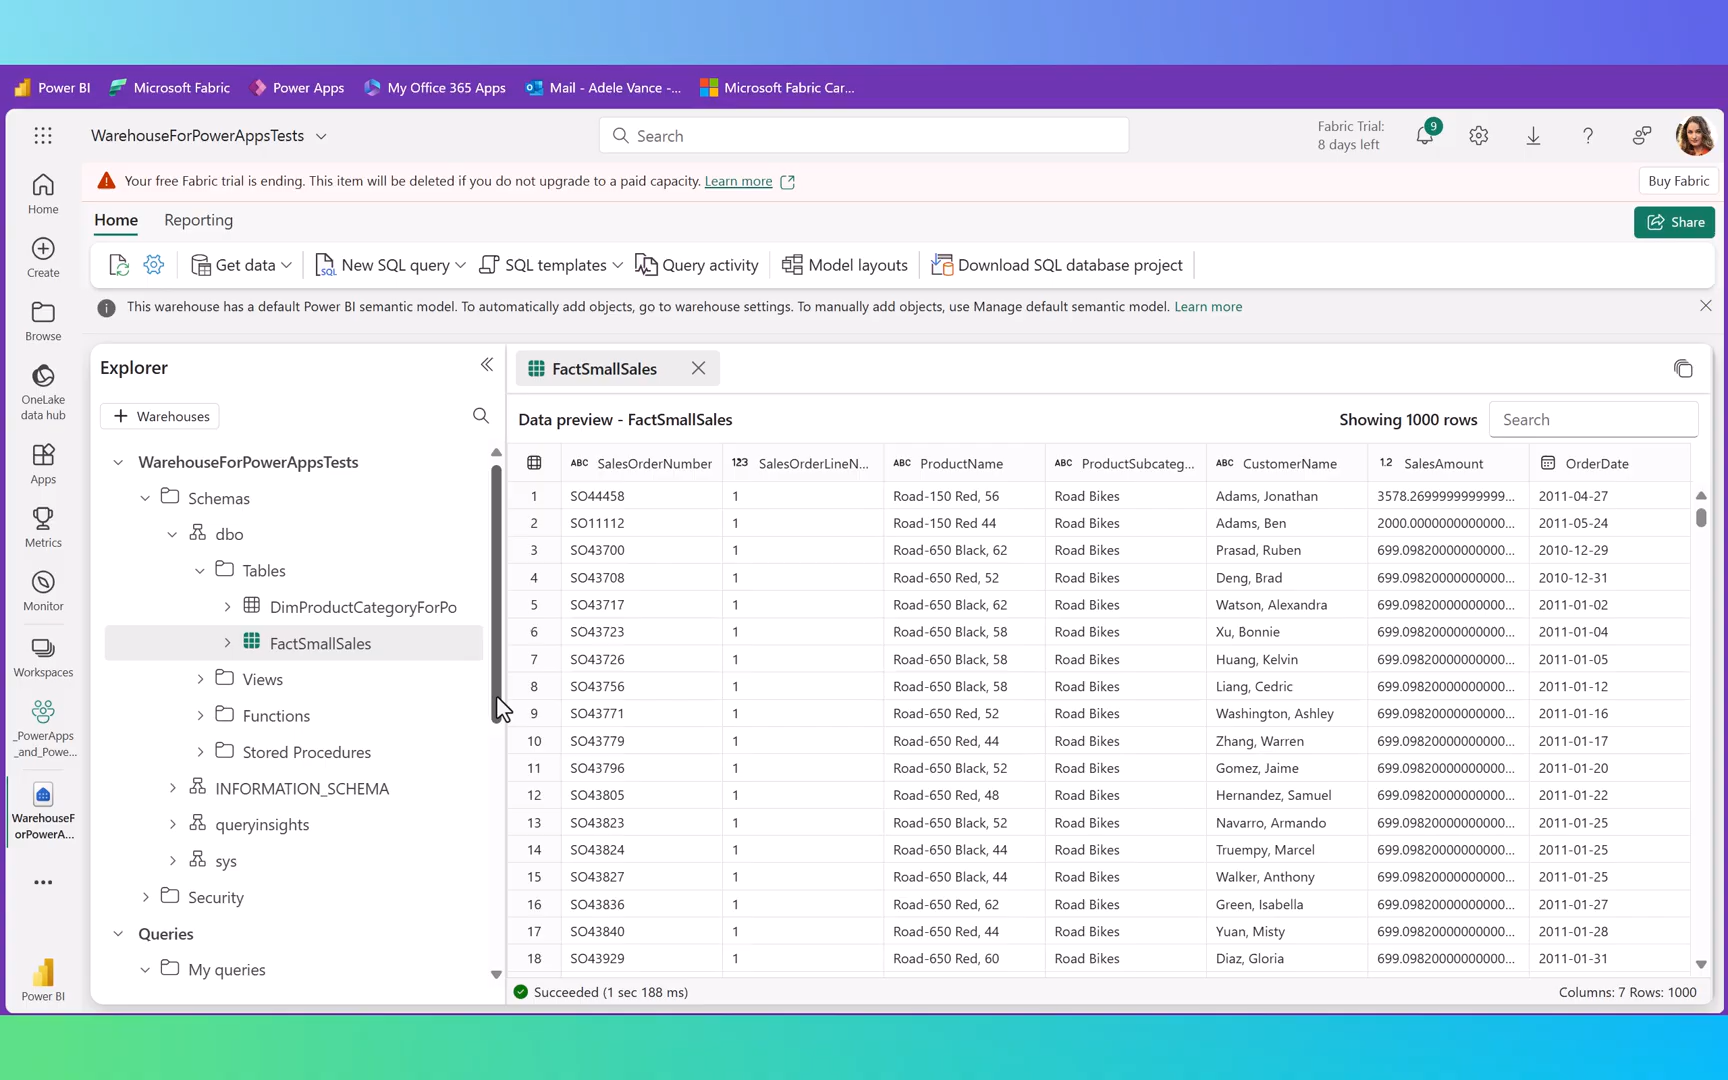 Power BI Microsoft Fabric Power Apps My Office 365 Apps Mail - Adele Vance -... Microsoft Fabric Car...
WarehouseForPowerAppsTests Search Fabric Trial: 9
8 days left
Your free Fabric trial is ending. This item will be deleted if you do not upgrade to a paid capacity. Learn more Buy Fabric
Home Reporting Share
Get data New SQL query SQL templates Query activity Model layouts Download SQL database project
This warehouse has a default Power BI semantic model. To automatically add objects, go to warehouse settings. To manually add objects, use Manage default semantic model. Learn more
Home
Create
Browse
OneLake
data hub
Apps
Metrics
Monitor
Workspaces
_PowerApps
_and_Powe...
WarehouseF
orPowerA...
Power BI
Explorer
+ Warehouses
WarehouseForPowerAppsTests
Schemas
dbo
Tables
DimProductCategoryForPo
FactSmallSales
Views
Functions
Stored Procedures
INFORMATION_SCHEMA
queryinsights
sys
Security
Queries
My queries
FactSmallSales
Data preview - FactSmallSales Showing 1000 rows Search
ABC SalesOrderNumber 123 SalesOrderLineN... ABC ProductName ABC ProductSubcateg... ABC CustomerName 1.2 SalesAmount OrderDate
1 SO44458 1 Road-150 Red, 56 Road Bikes Adams, Jonathan 3578.2699999999999... 2011-04-27
2 SO11112 1 Road-150 Red 44 Road Bikes Adams, Ben 2000.0000000000000... 2011-05-24
3 SO43700 1 Road-650 Black, 62 Road Bikes Prasad, Ruben 699.09820000000000... 2010-12-29
4 SO43708 1 Road-650 Red, 52 Road Bikes Deng, Brad 699.09820000000000... 2010-12-31
5 SO43717 1 Road-650 Black, 62 Road Bikes Watson, Alexandra 699.09820000000000... 2011-01-02
6 SO43723 1 Road-650 Black, 58 Road Bikes Xu, Bonnie 699.09820000000000... 2011-01-04
7 SO43726 1 Road-650 Black, 58 Road Bikes Huang, Kelvin 699.09820000000000... 2011-01-05
8 SO43756 1 Road-650 Black, 58 Road Bikes Liang, Cedric 699.09820000000000... 2011-01-12
9 SO43771 1 Road-650 Red, 52 Road Bikes Washington, Ashley 699.09820000000000... 2011-01-16
10 SO43779 1 Road-650 Red, 44 Road Bikes Zhang, Warren 699.09820000000000... 2011-01-17
11 SO43796 1 Road-650 Black, 52 Road Bikes Gomez, Jaime 699.09820000000000... 2011-01-20
12 SO43805 1 Road-650 Red, 48 Road Bikes Hernandez, Samuel 699.09820000000000... 2011-01-22
13 SO43823 1 Road-650 Black, 52 Road Bikes Navarro, Armando 699.09820000000000... 2011-01-25
14 SO43824 1 Road-650 Black, 44 Road Bikes Truempy, Marcel 699.09820000000000... 2011-01-25
15 SO43827 1 Road-650 Black, 44 Road Bikes Walker, Anthony 699.09820000000000... 2011-01-25
16 SO43836 1 Road-650 Red, 62 Road Bikes Green, Isabella 699.09820000000000... 2011-01-27
17 SO43840 1 Road-650 Red, 44 Road Bikes Yuan, Misty 699.09820000000000... 2011-01-28
18 SO43929 1 Road-650 Red, 60 Road Bikes Diaz, Gloria 699.09820000000000... 2011-01-31
Succeeded (1 sec 188 ms) Columns: 7 Rows: 1000